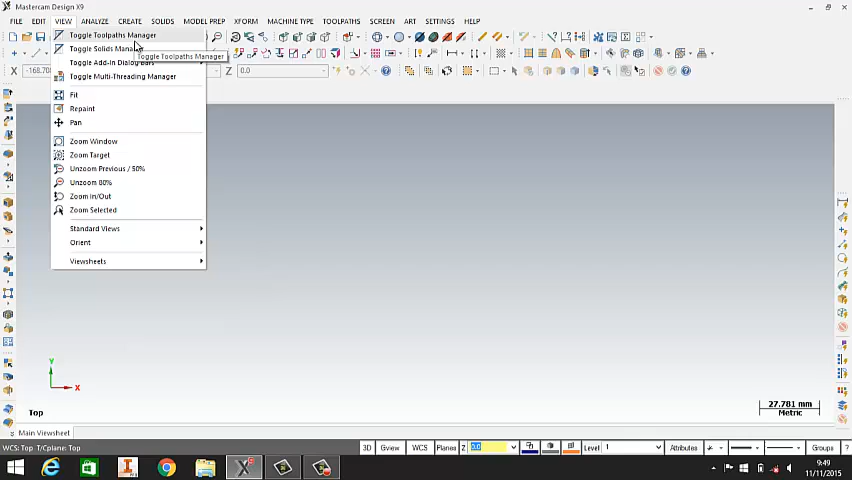 Mastercam Design X9
FILE EDIT VIEW ANALYZE CREATE SOLIDS MODEL PREP XFORM MACHINE TYPE TOOLPATHS SCREEN ART SETTINGS HELP
Toggle Toolpaths Manager
Toggle Solids
Toggle Toolpaths Manager
Toggle Add-In Dialog Bars
Toggle Multi-Threading Manager
Z 0.0
Fit
Repaint
Pan
Zoom Window
Zoom Target
Unzoom Previous / 50%
Unzoom 80%
Zoom In/Out
Zoom Selected
Standard Views
Orient
Viewsheets
Y
X
Top
27.781 mm
Metric
Main Viewsheet
WCS: Top T/Cplane: Top
3D Gview WCS Planes Z 0.0 Level 1 Attributes Groups
9:49
11/11/2015